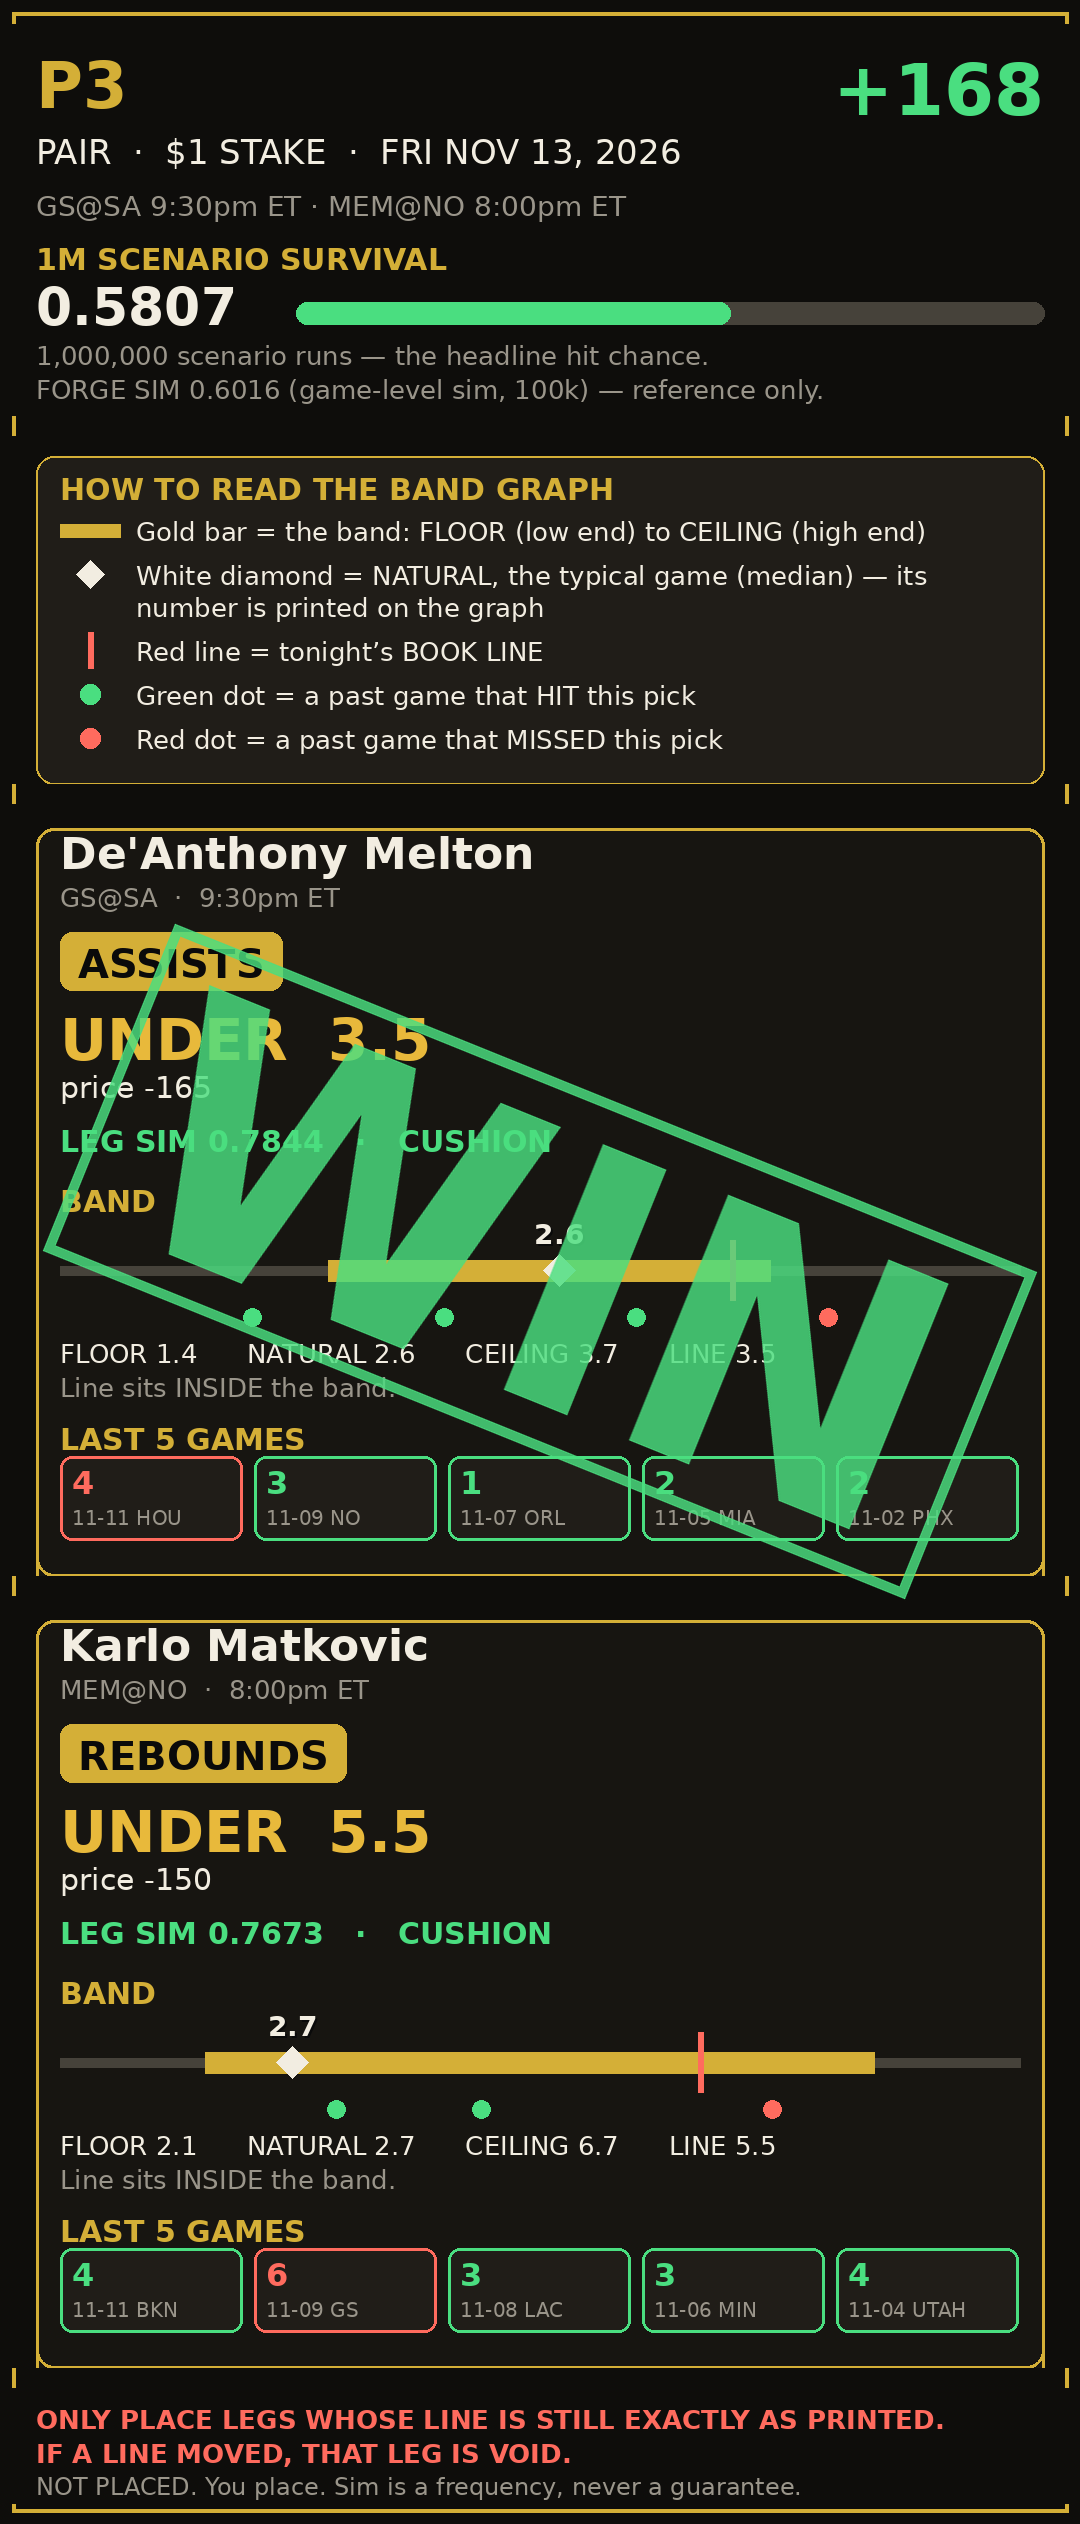 P3
+168
PAIR · $1 STAKE · FRI NOV 13, 2026
GS@SA 9:30pm ET · MEM@NO 8:00pm ET
1M SCENARIO SURVIVAL
0.5807
1,000,000 scenario runs — the headline hit chance.
FORGE SIM 0.6016 (game-level sim, 100k) — reference only.
HOW TO READ THE BAND GRAPH
Gold bar = the band: FLOOR (low end) to CEILING (high end)
White diamond = NATURAL, the typical game (median) — its
number is printed on the graph
Red line = tonight’s BOOK LINE
Green dot = a past game that HIT this pick
Red dot = a past game that MISSED this pick
De'Anthony Melton
GS@SA · 9:30pm ET
ASSISTS
UNDER 3.5
price -165
LEG SIM 0.7844 · CUSHION
WIN
BAND
2.6
FLOOR 1.4 NATURAL 2.6 CEILING 3.7 LINE 3.5
Line sits INSIDE the band.
LAST 5 GAMES
4 3 1 2 2
11-11 HOU 11-09 NO 11-07 ORL 11-05 MIA 11-02 PHX
Karlo Matkovic
MEM@NO · 8:00pm ET
REBOUNDS
UNDER 5.5
price -150
LEG SIM 0.7673 · CUSHION
BAND
2.7
FLOOR 2.1 NATURAL 2.7 CEILING 6.7 LINE 5.5
Line sits INSIDE the band.
LAST 5 GAMES
4 6 3 3 4
11-11 BKN 11-09 GS 11-08 LAC 11-06 MIN 11-04 UTAH
ONLY PLACE LEGS WHOSE LINE IS STILL EXACTLY AS PRINTED.
IF A LINE MOVED, THAT LEG IS VOID.
NOT PLACED. You place. Sim is a frequency, never a guarantee.